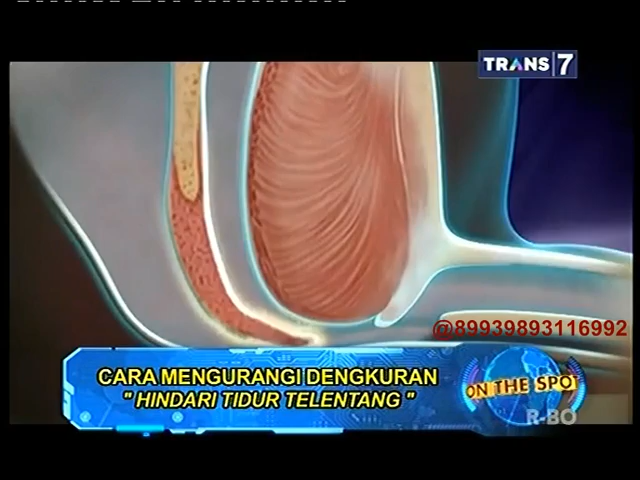 TRANS 7
@89939893116992
CARA MENGURANGI DENGKURAN
" HINDARI TIDUR TELENTANG "
ON THE SPOT
R-BO